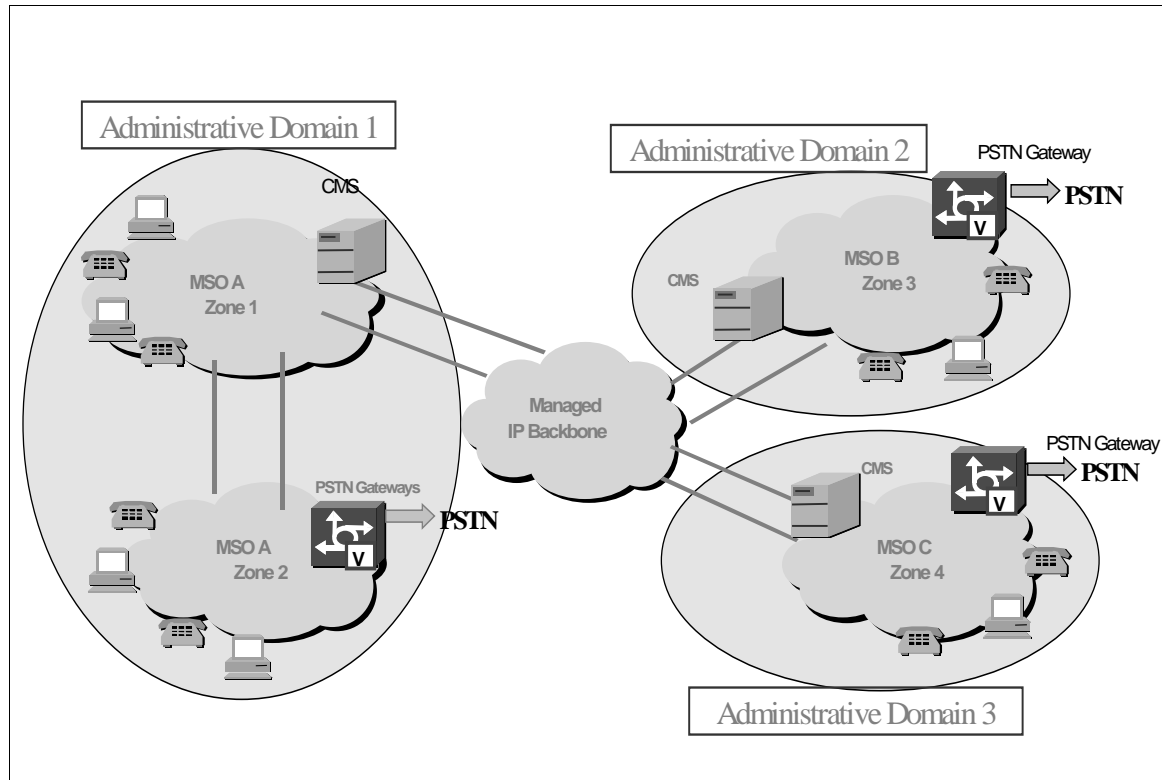 Administrative Domain 1
CMS
MSO A
Zone 1
MSO A
Zone 2
PSTN Gateways
V
PSTN
Managed
IP Backbone
Administrative Domain 2
PSTN Gateway
PSTN
V
CMS
MSO B
Zone 3
PSTN Gateway
PSTN
V
CMS
MSO C
Zone 4
Administrative Domain 3